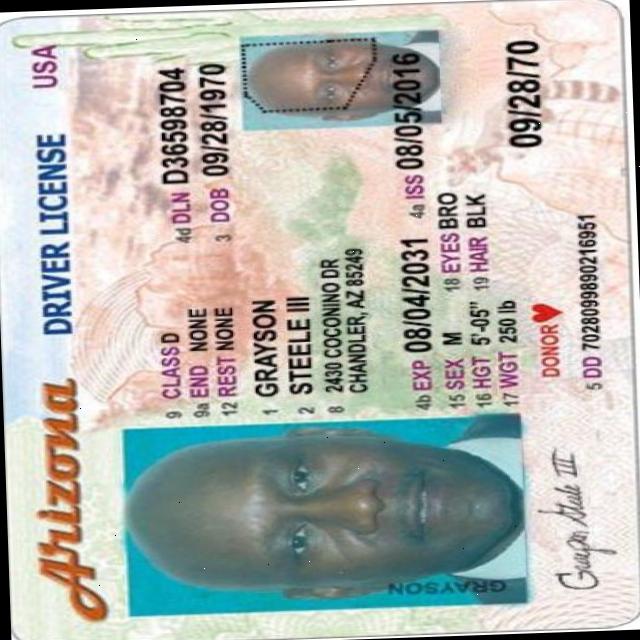 Arizona DRIVER LICENSE USA
9 CLASS D
9a END NONE
12 REST NONE
4d DLN D36598704
3 DOB 09/28/1970
1 GRAYSON
2 STEELE III
8 2430 COCONINO DR
CHANDLER, AZ 85249
4b EXP 08/04/2031 4a ISS 08/05/2016
15 SEX M 18 EYES BRO
16 HGT 5'-05" 19 HAIR BLK
17 WGT 250 lb
09/28/70
DONOR
5 DD 7028099890216951
GRAYSON
Grayson Steele III